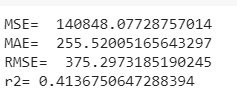 MSE=  140848.07728757014
MAE=  255.52005165643297
RMSE=  375.2973185190245
r2= 0.4136750647288394